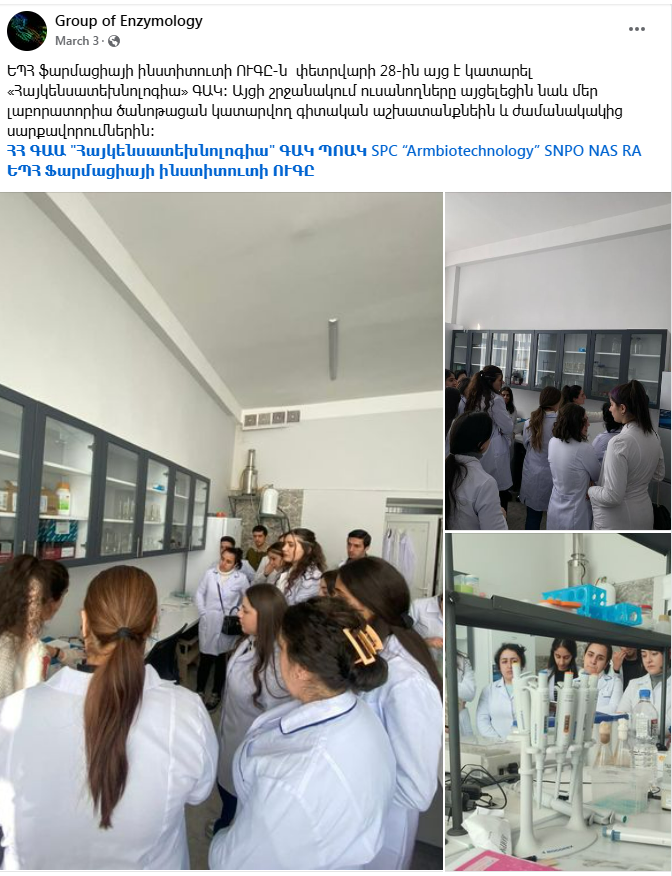 Group of Enzymology
March 3 ·
ԵՊՀ ֆարմացիայի ինստիտուտի ՈՒԳԸ-ն փետրվարի 28-ին այց է կատարել
«Հայկենսատեխնոլոգիա» ԳԱԿ: Այցի շրջանակում ուսանողները այցելեցին նաև մեր
լաբորատորիա ծանոթացան կատարվող գիտական աշխատանքնեին և ժամանակակից
սարքավորումներին:
ՀՀ ԳԱԱ "Հայկենսատեխնոլոգիա" ԳԱԿ ՊՈԱԿ SPC “Armbiotechnology” SNPO NAS RA
ԵՊՀ Ֆարմացիայի ինստիտուտի ՈՒԳԸ